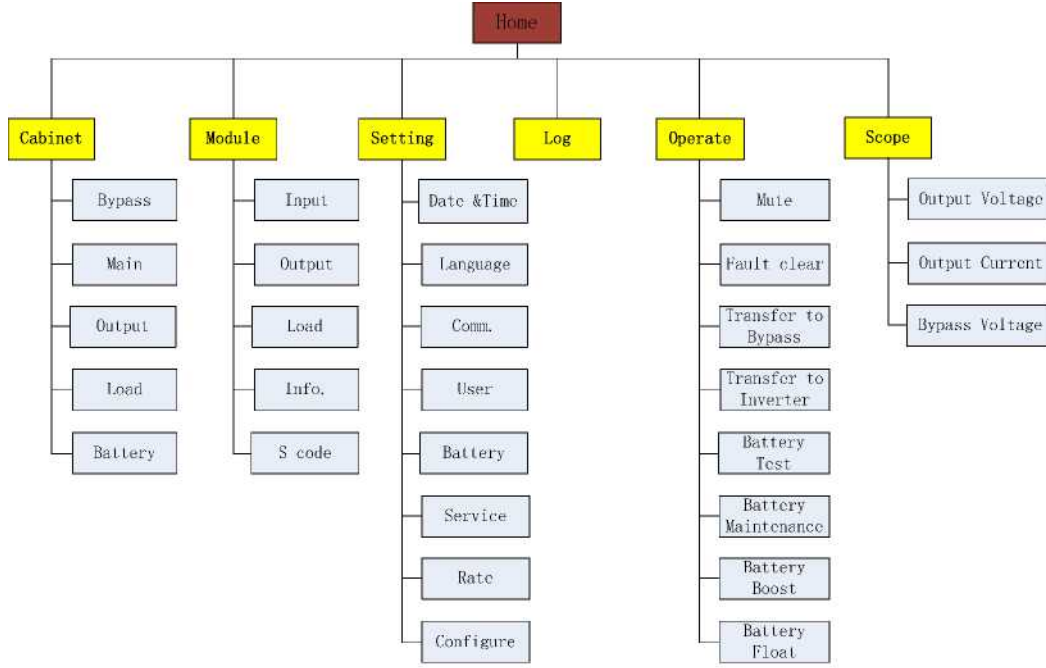 Home
Cabinet
Module
Setting
Log
Operate
Scope
Bypass
Main
Output
Load
Battery
Input
Output
Load
Info.
S code
Date &Time
Language
Comm.
User
Battery
Service
Rate
Configure
Mute
Fault clear
Transfer to
Bypass
Transfer to
Inverter
Battery
Test
Battery
Maintenance
Battery
Boost
Battery
Float
Output Voltage
Output Current
Bypass Voltage